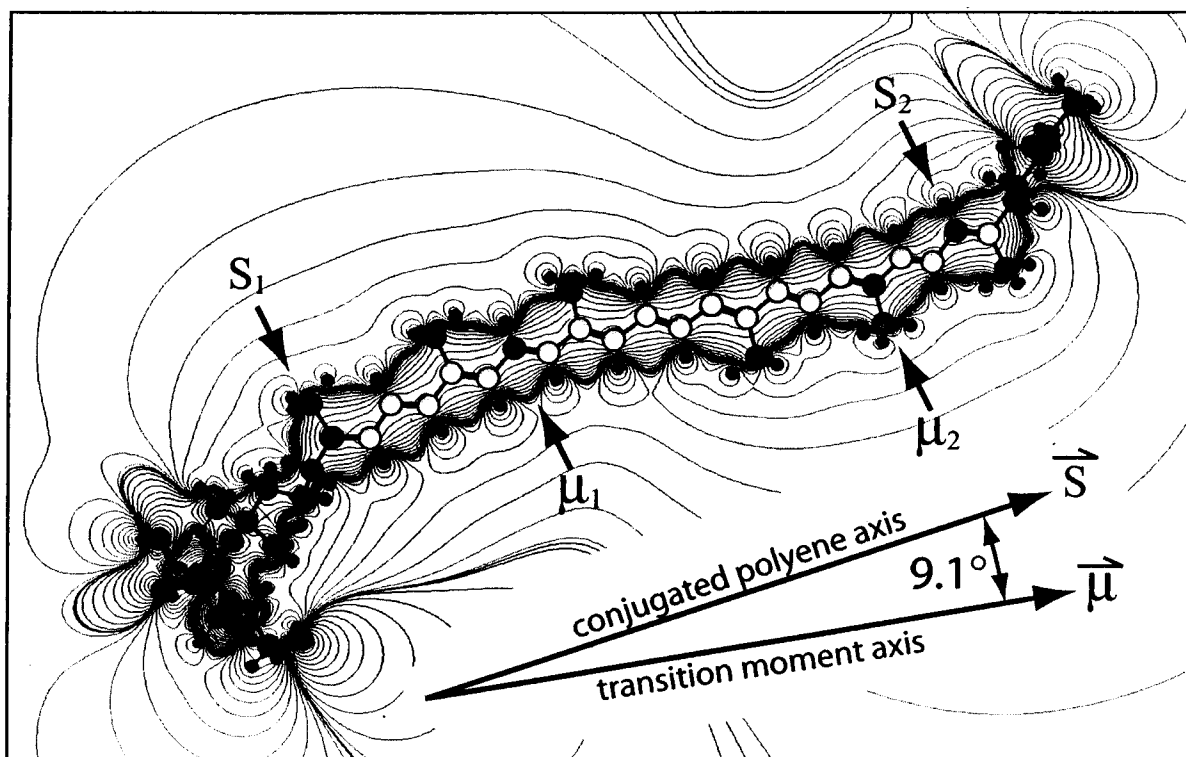 S₂
S₁
μ₁
μ₂
S⃗
conjugated polyene axis
9.1°
μ⃗
transition moment axis